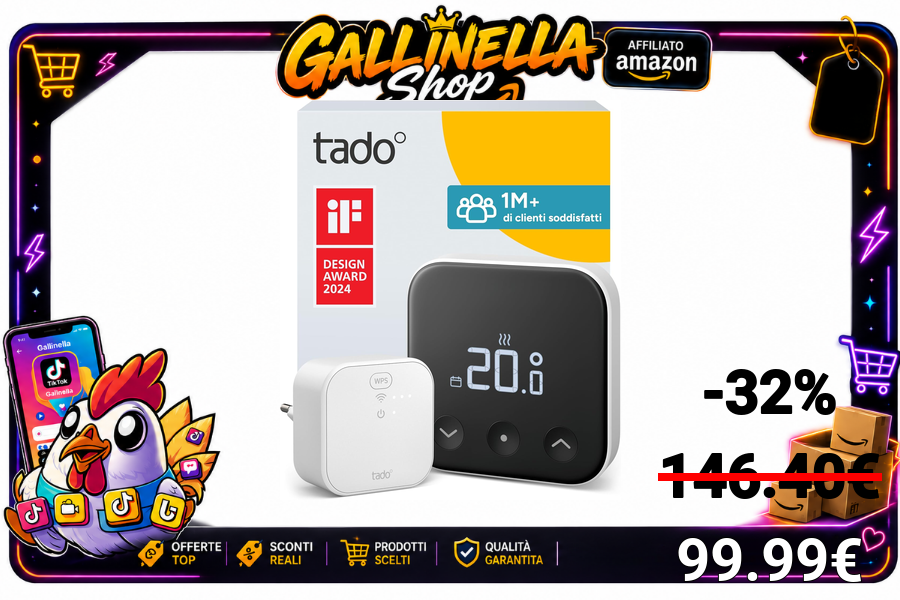 GALLINELLA
Shop
AFFILIATO
amazon
tado°
1M+
di clienti soddisfatti
iF
DESIGN
AWARD
2024
20.0
WPS
tado°
Gallinella
TikTok
Gallinella
-32%
146.40€
99.99€
OFFERTE
TOP
SCONTI
REALI
PRODOTTI
SCELTI
QUALITÀ
GARANTITA